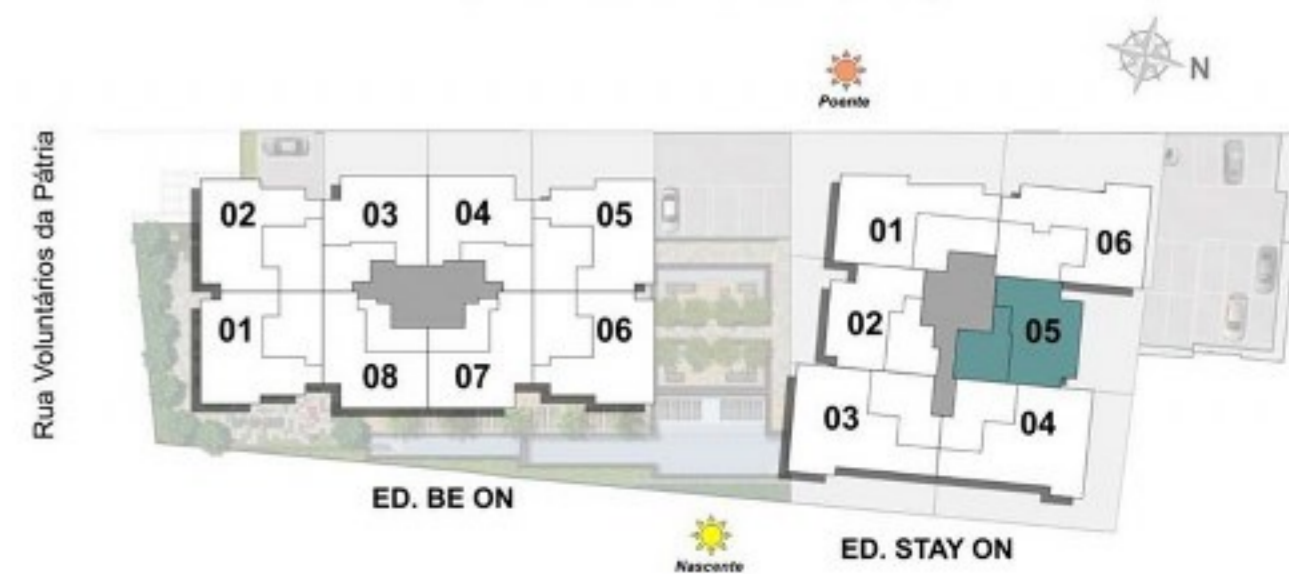 N
Poente
Rua Voluntários da Pátria
02 03 04 05
01 06
08 07
ED. BE ON
01 06
02 05
03 04
Nascente
ED. STAY ON